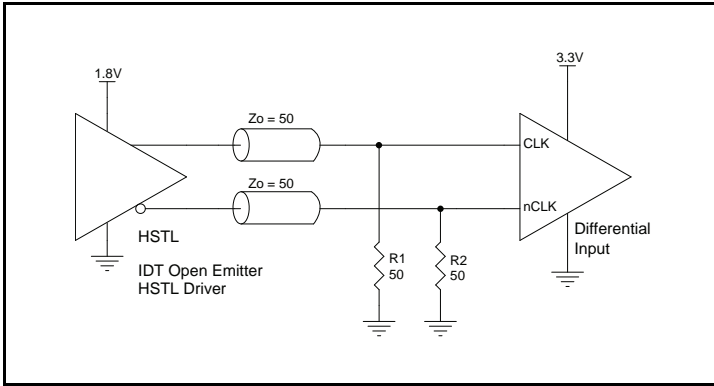 1.8V
3.3V
Zo = 50
CLK
Zo = 50
nCLK
HSTL
Differential
Input
IDT Open Emitter
HSTL Driver
R1
50
R2
50